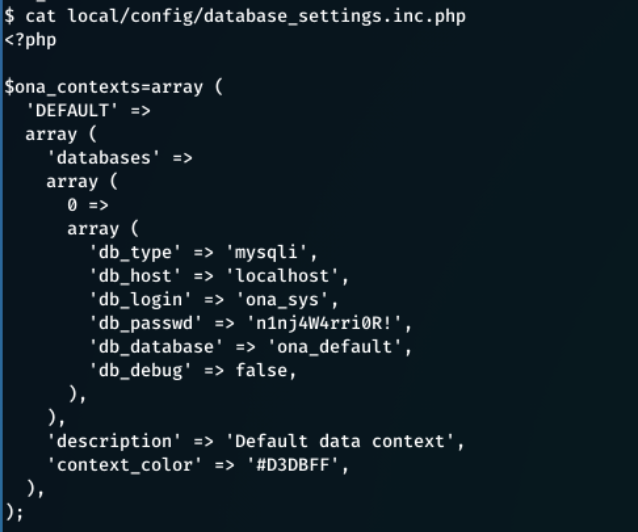 $ cat local/config/database_settings.inc.php
<?php

$ona_contexts=array (
  'DEFAULT' =>
  array (
    'databases' =>
    array (
      0 =>
      array (
        'db_type' => 'mysqli',
        'db_host' => 'localhost',
        'db_login' => 'ona_sys',
        'db_passwd' => 'n1nj4W4rri0R!',
        'db_database' => 'ona_default',
        'db_debug' => false,
      ),
    ),
    'description' => 'Default data context',
    'context_color' => '#D3DBFF',
  ),
);